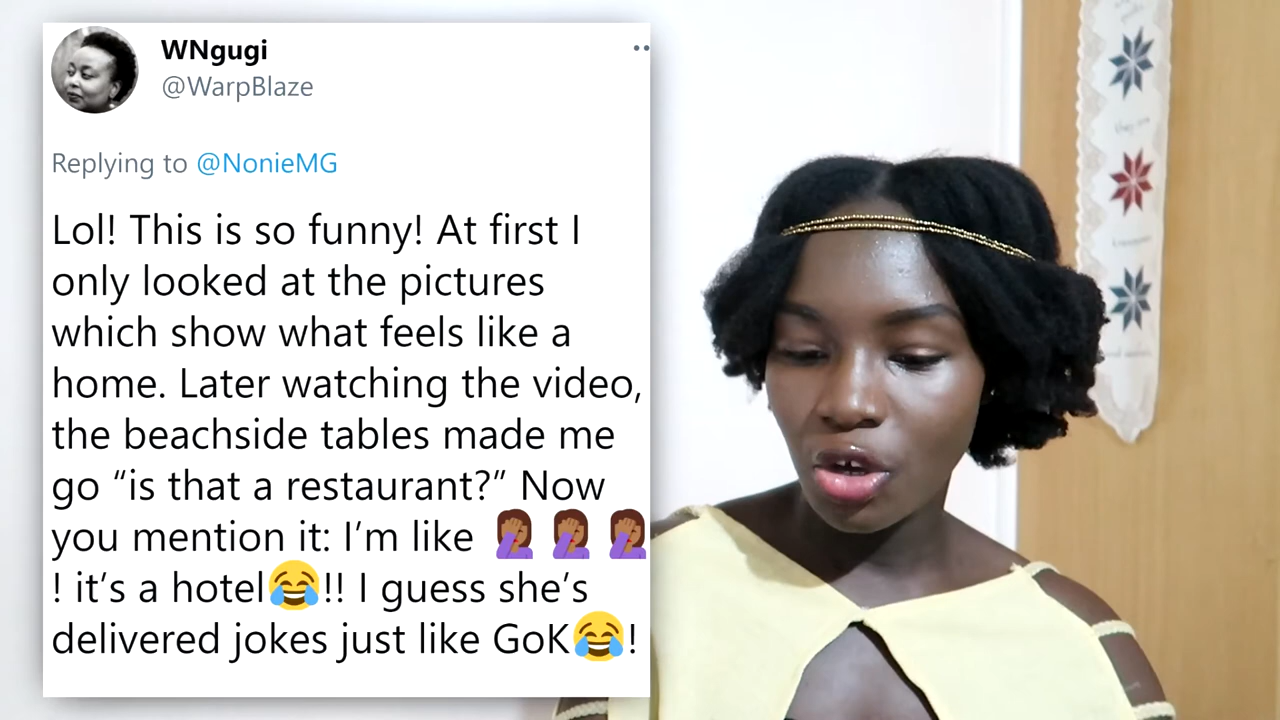 WNgugi
@WarpBlaze
Replying to @NonieMG
Lol! This is so funny! At first I
only looked at the pictures
which show what feels like a
home. Later watching the video,
the beachside tables made me
go “is that a restaurant?” Now
you mention it: I’m like 🤦🏾‍♀️🤦🏾‍♀️🤦🏾‍♀️
! it’s a hotel😂!! I guess she’s
delivered jokes just like GoK😂!